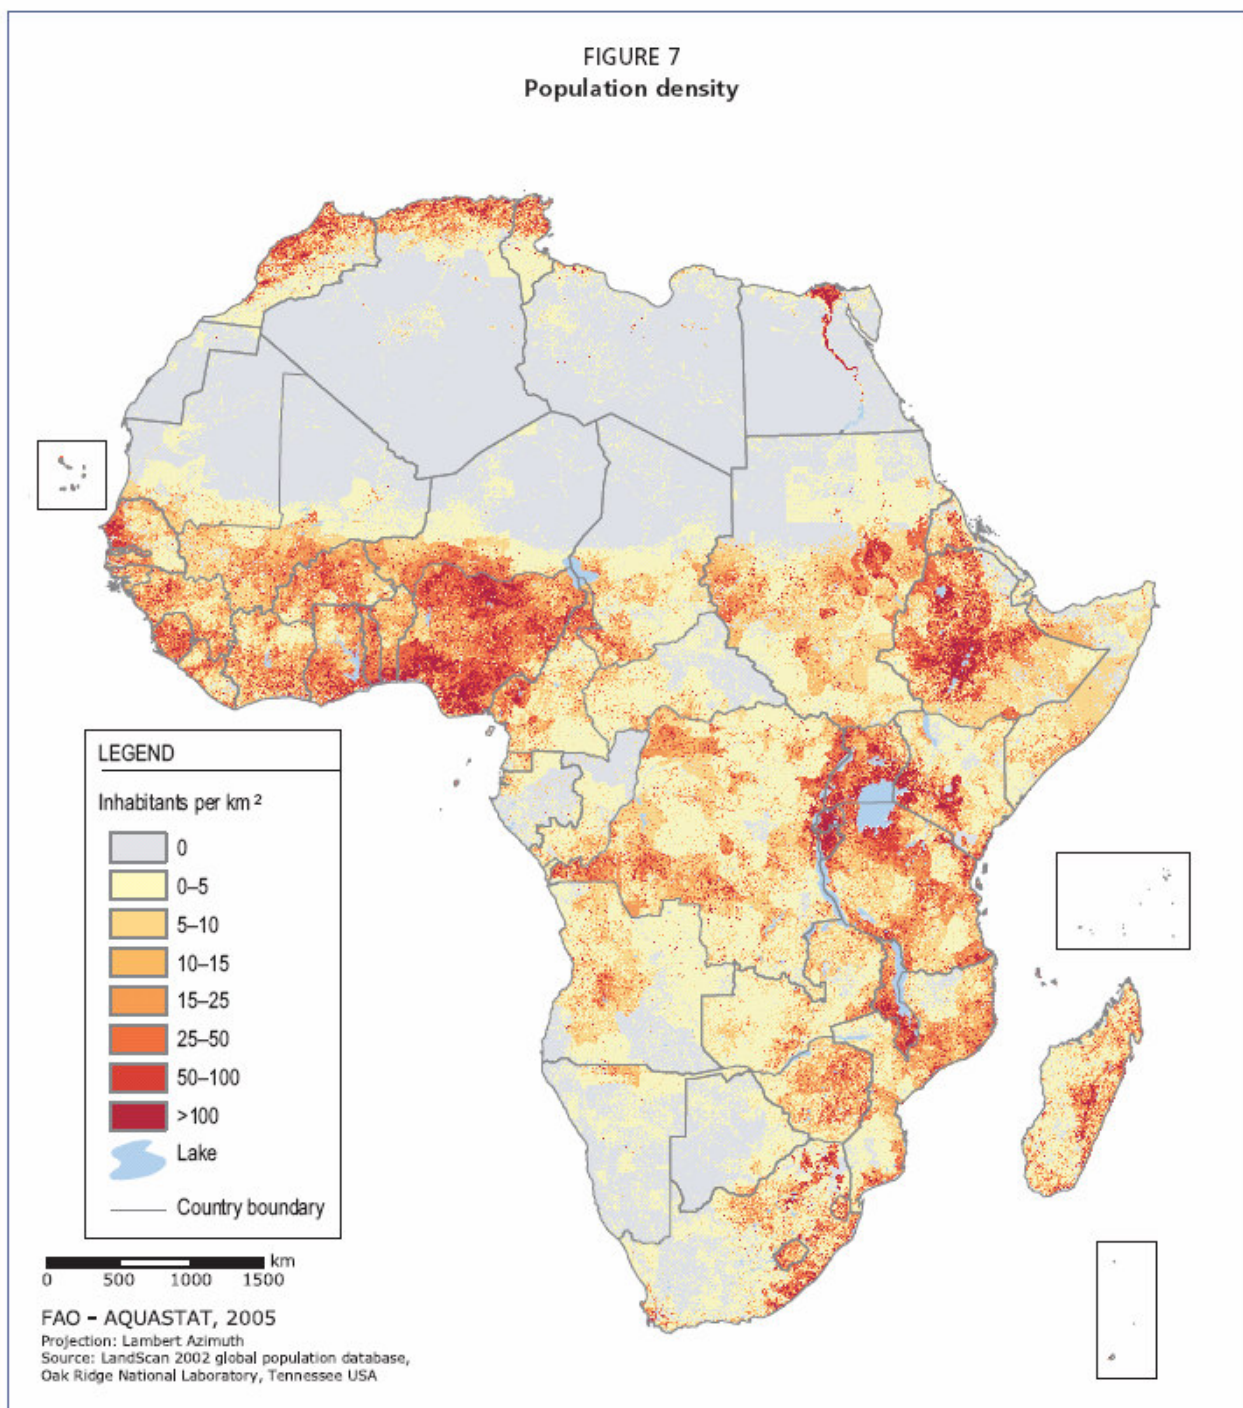 FIGURE 7
Population density
LEGEND
Inhabitants per km²
0
0–5
5–10
10–15
15–25
25–50
50–100
>100
Lake
Country boundary
km
0 500 1000 1500
FAO – AQUASTAT, 2005
Projection: Lambert Azimuth
Source: LandScan 2002 global population database,
Oak Ridge National Laboratory, Tennessee USA